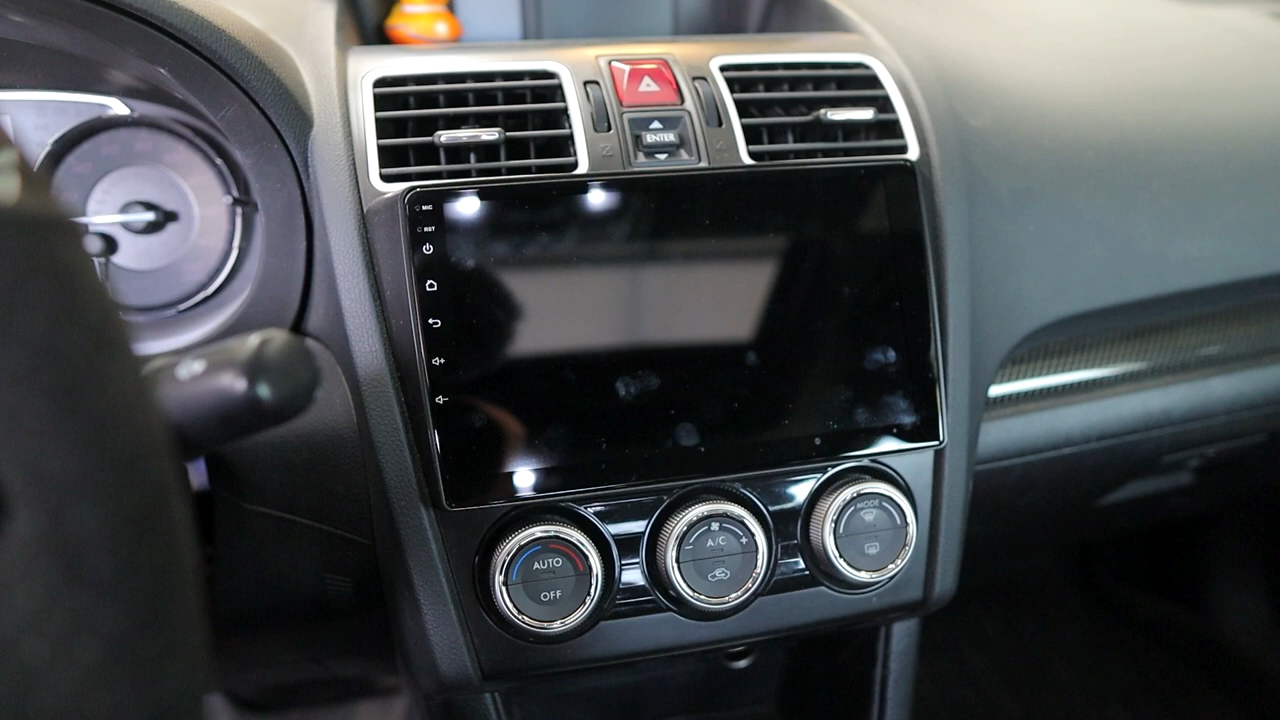 ENTER
MIC
RST
AUTO
OFF
- A/C +
MODE